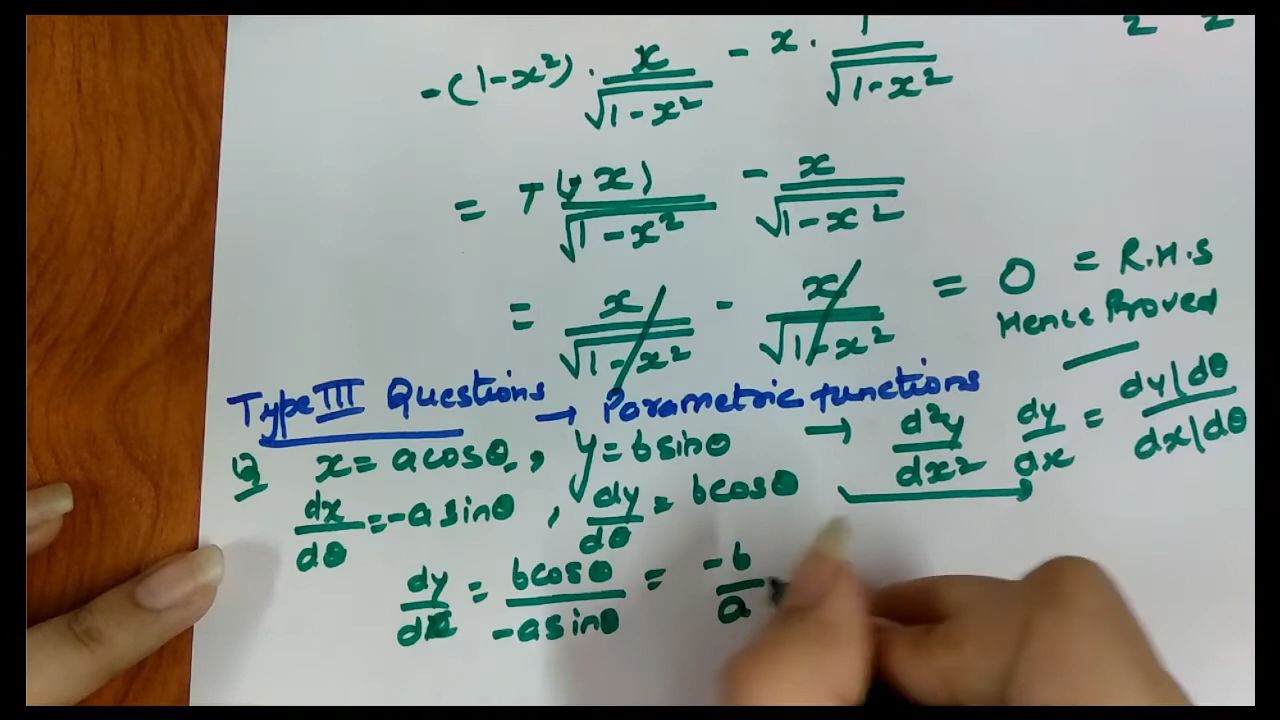 -(1-x²) . x/√1-x² - x . 1/√1-x²
= x)/√1-x² - x/√1-x²
= x/√1-x² - x/√1-x² = 0 = R.H.S
Hence Proved
Type III Questions → Parametric functions
Q x = a cosθ, y = b sinθ → d²y/dx² dy/dx = dy/dθ / dx/dθ
dx/dθ = -a sinθ, dy/dθ = b cosθ
dy/dx = b cosθ/-a sinθ = -b/a